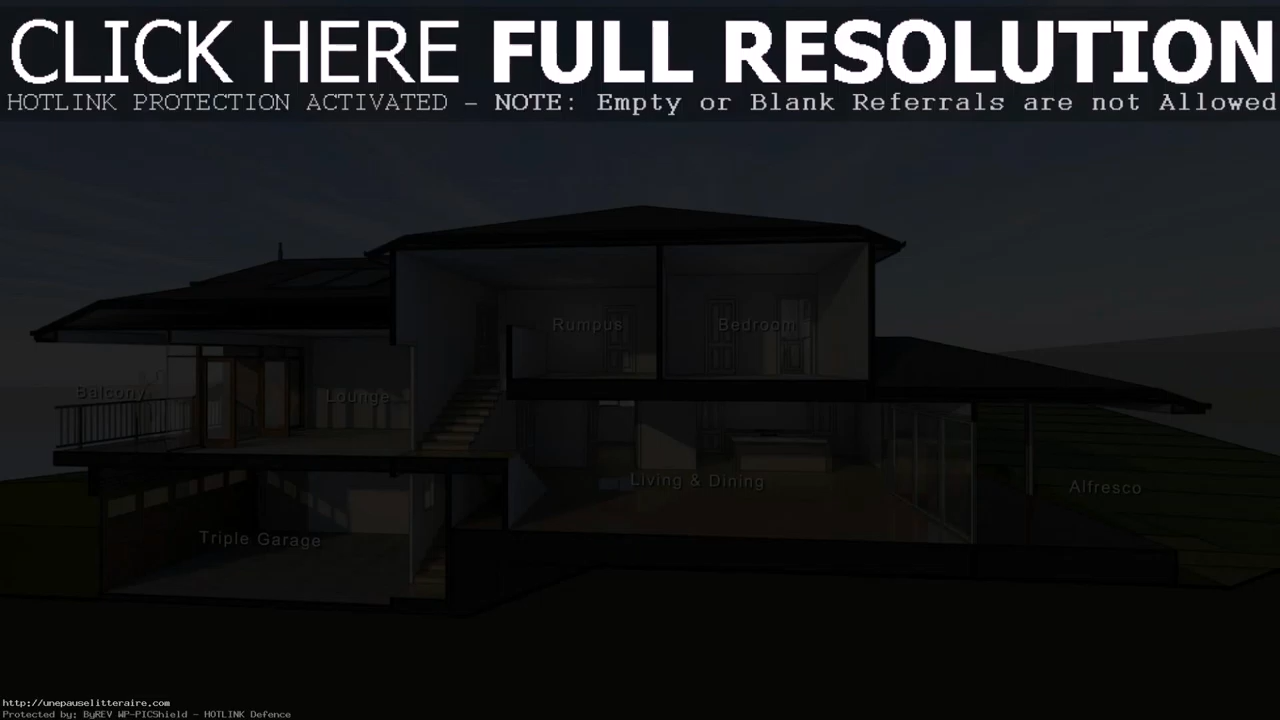 CLICK HERE FULL RESOLUTION
HOTLINK PROTECTION ACTIVATED - NOTE: Empty or Blank Referrals are not Allowed
Rumpus
Bedroom
Balcony
Lounge
Living & Dining
Alfresco
Triple Garage
http://unepauselitteraire.com
Protected by: ByREV WP-PICShield - HOTLINK Defence